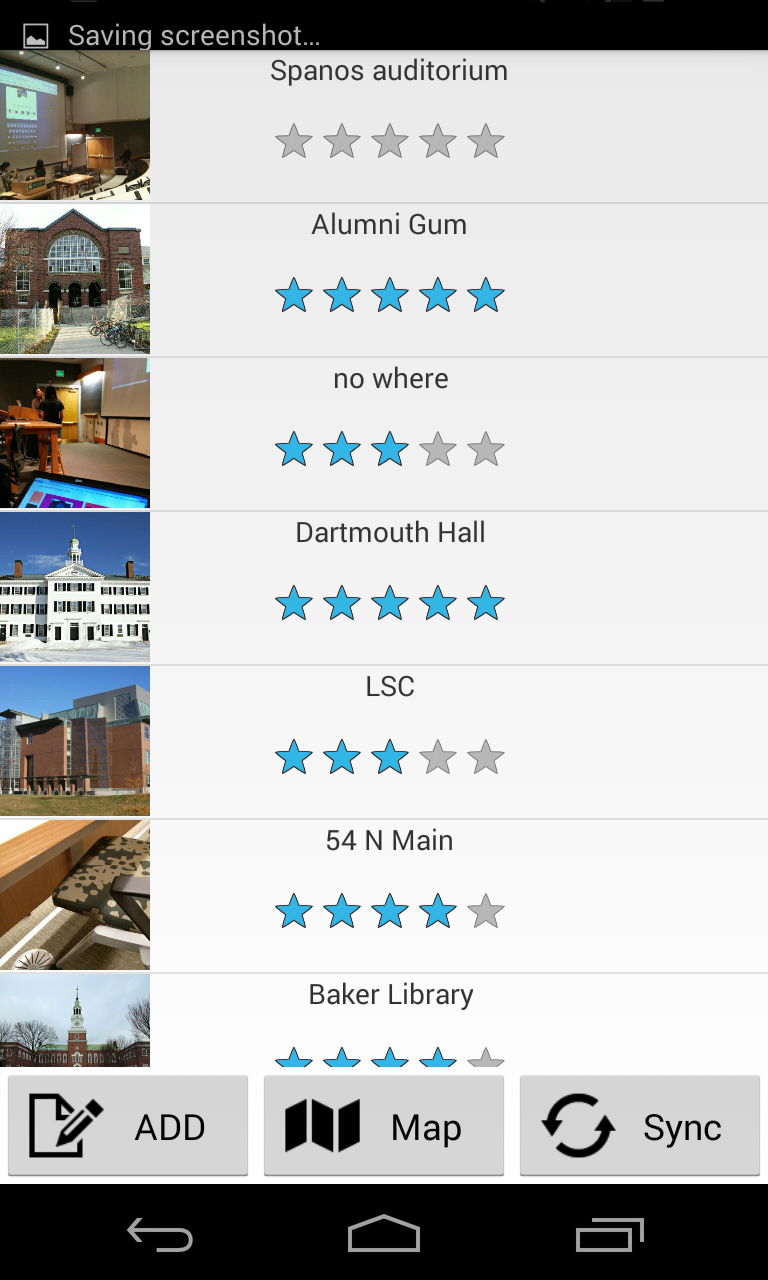 Saving screenshot...
Spanos auditorium
Alumni Gum
no where
Dartmouth Hall
LSC
54 N Main
Baker Library
ADD
Map
Sync